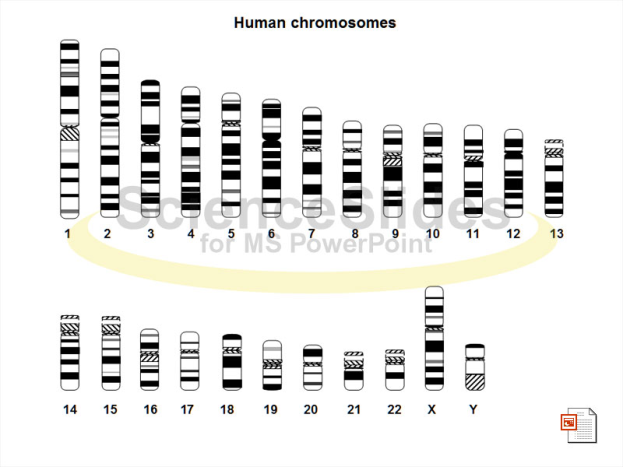 Human chromosomes
ScienceSlides
for MS PowerPoint
1 2 3 4 5 6 7 8 9 10 11 12 13
14 15 16 17 18 19 20 21 22 X Y